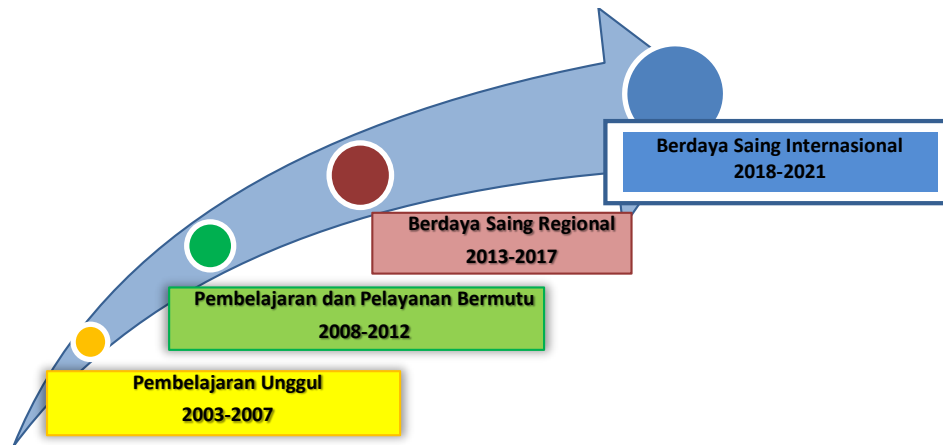 Berdaya Saing Internasional
2018-2021
Berdaya Saing Regional
2013-2017
Pembelajaran dan Pelayanan Bermutu
2008-2012
Pembelajaran Unggul
2003-2007